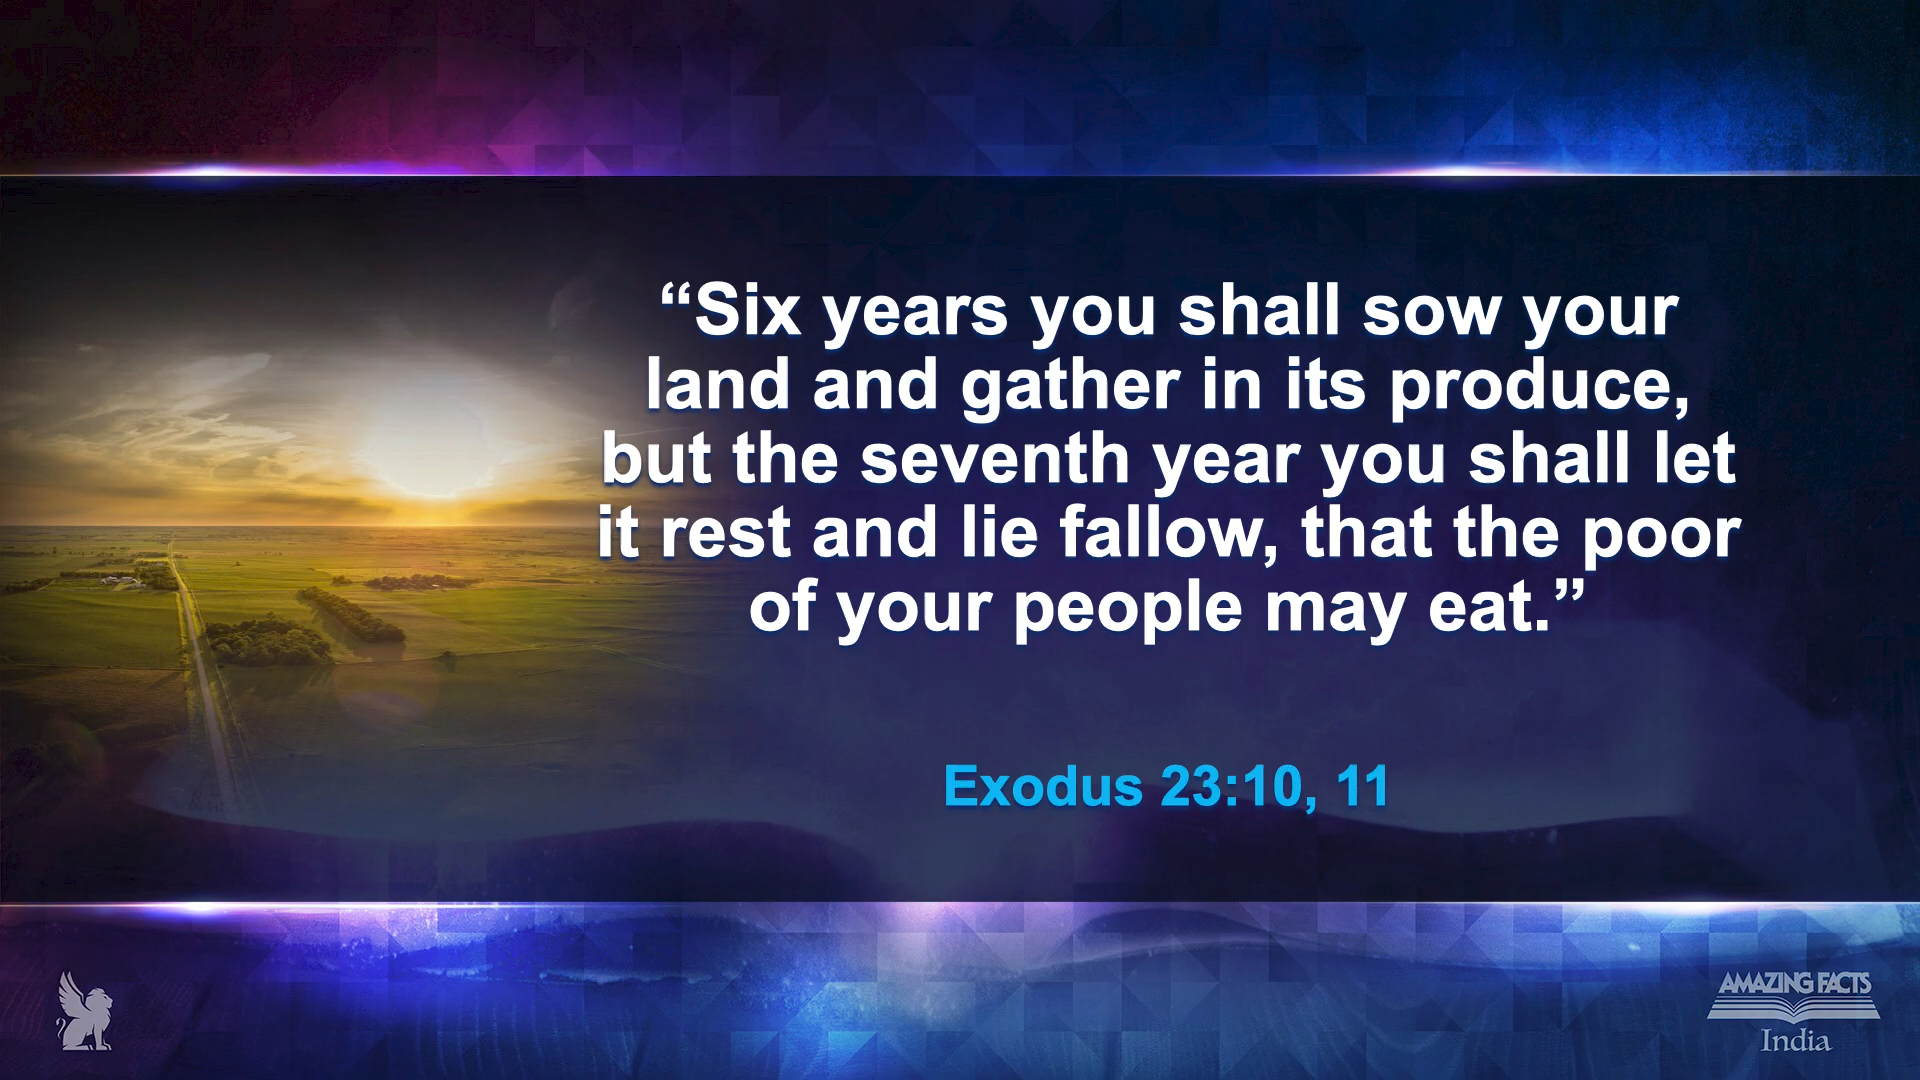 “Six years you shall sow your
land and gather in its produce,
but the seventh year you shall let
it rest and lie fallow, that the poor
of your people may eat.”
Exodus 23:10, 11
AMAZING FACTS
India